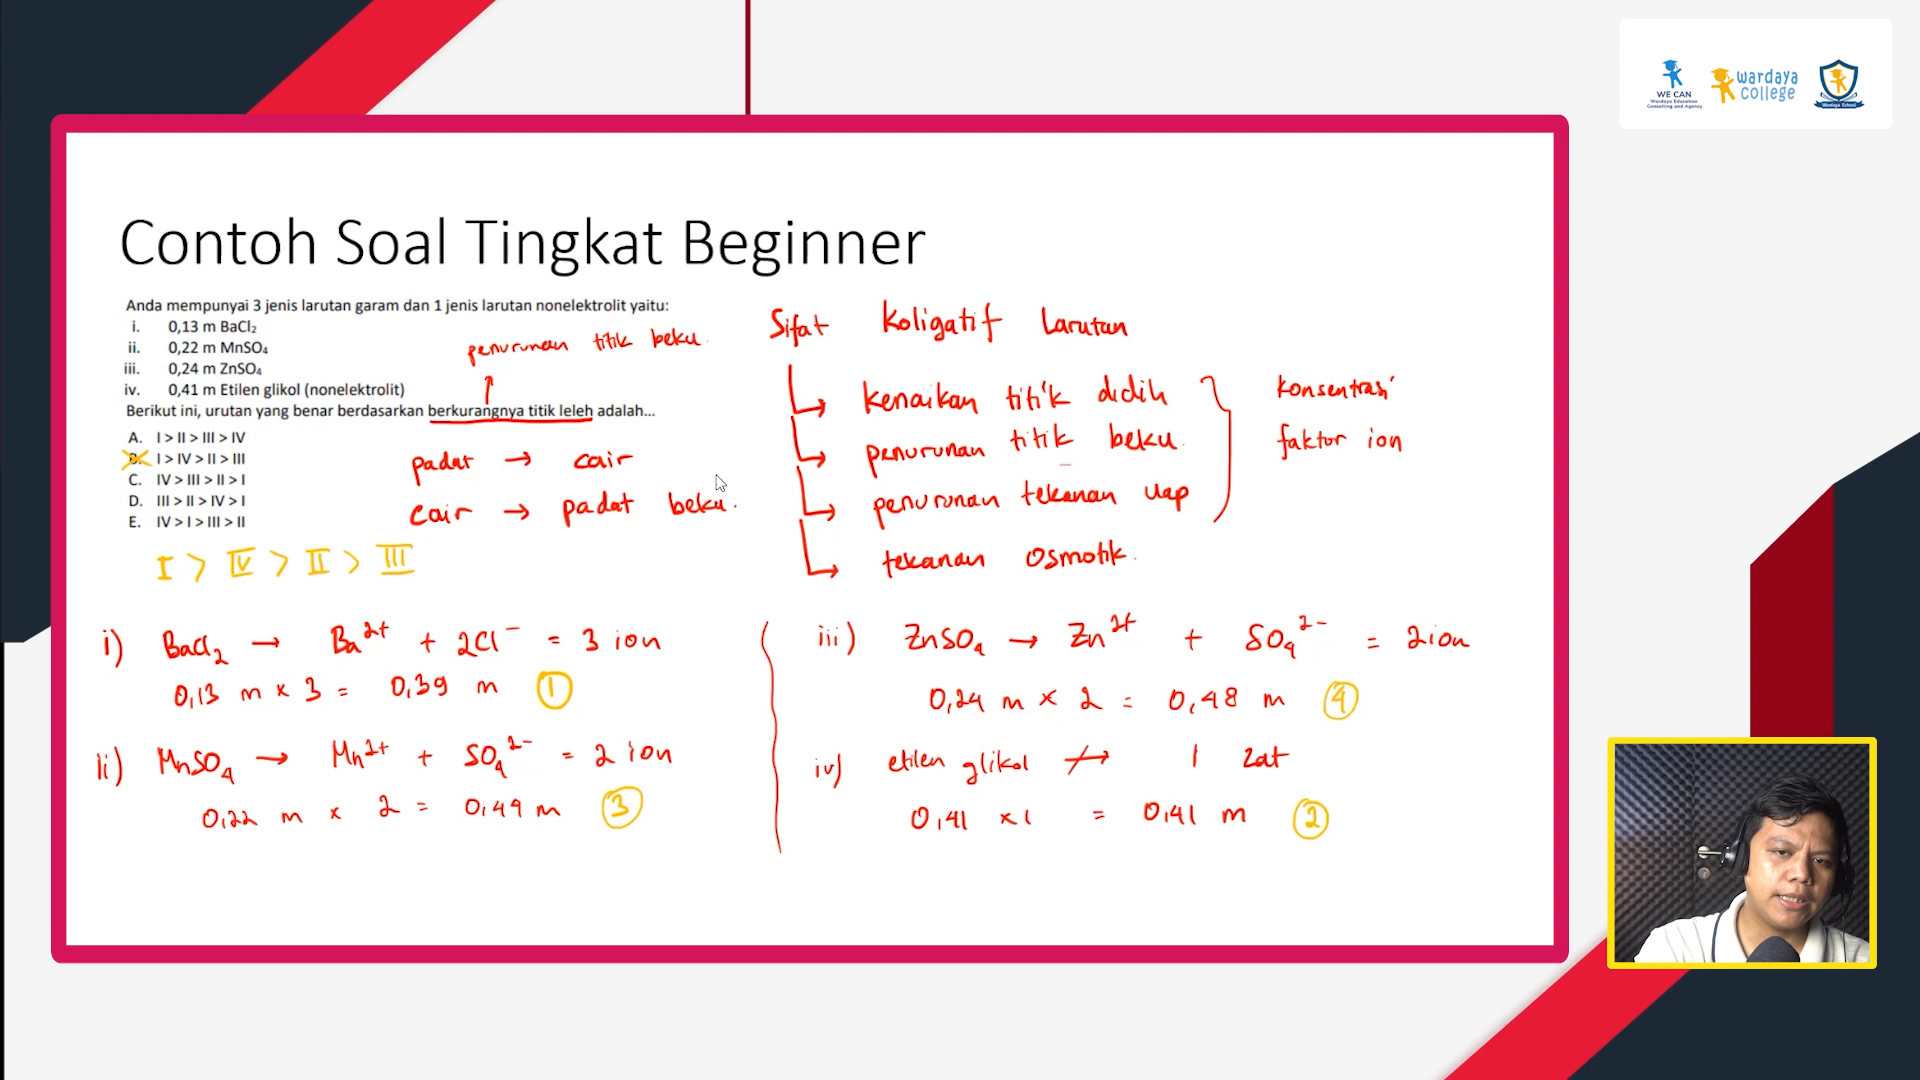 WE CAN
Wardaya Education
Consulting and Agency
wardaya
college
Wardaya School
Contoh Soal Tingkat Beginner
Anda mempunyai 3 jenis larutan garam dan 1 jenis larutan nonelektrolit yaitu:
i. 0,13 m BaCl₂
ii. 0,22 m MnSO₄
iii. 0,24 m ZnSO₄
iv. 0,41 m Etilen glikol (nonelektrolit)
Berikut ini, urutan yang benar berdasarkan berkurangnya titik leleh adalah...
A. I > II > III > IV
B. I > IV > II > III
C. IV > III > II > I
D. III > II > IV > I
E. IV > I > III > II
penurunan titik beku.
padat → cair
cair → padat beku.
I > IV > II > III
Sifat Koligatif Larutan
kenaikan titik didih
penurunan titik beku.
penurunan tekanan uap
tekanan osmotik.
konsentrasi
faktor ion
i) BaCl₂ → Ba²⁺ + 2Cl⁻ = 3 ion
0,13 m x 3 = 0,39 m ①
ii) MnSO₄ → Mn²⁺ + SO₄²⁻ = 2 ion
0,22 m x 2 = 0,44 m ③
iii) ZnSO₄ → Zn²⁺ + SO₄²⁻ = 2 ion
0,24 m x 2 = 0,48 m ④
iv) etilen glikol ↛ 1 zat
0,41 x 1 = 0,41 m ②